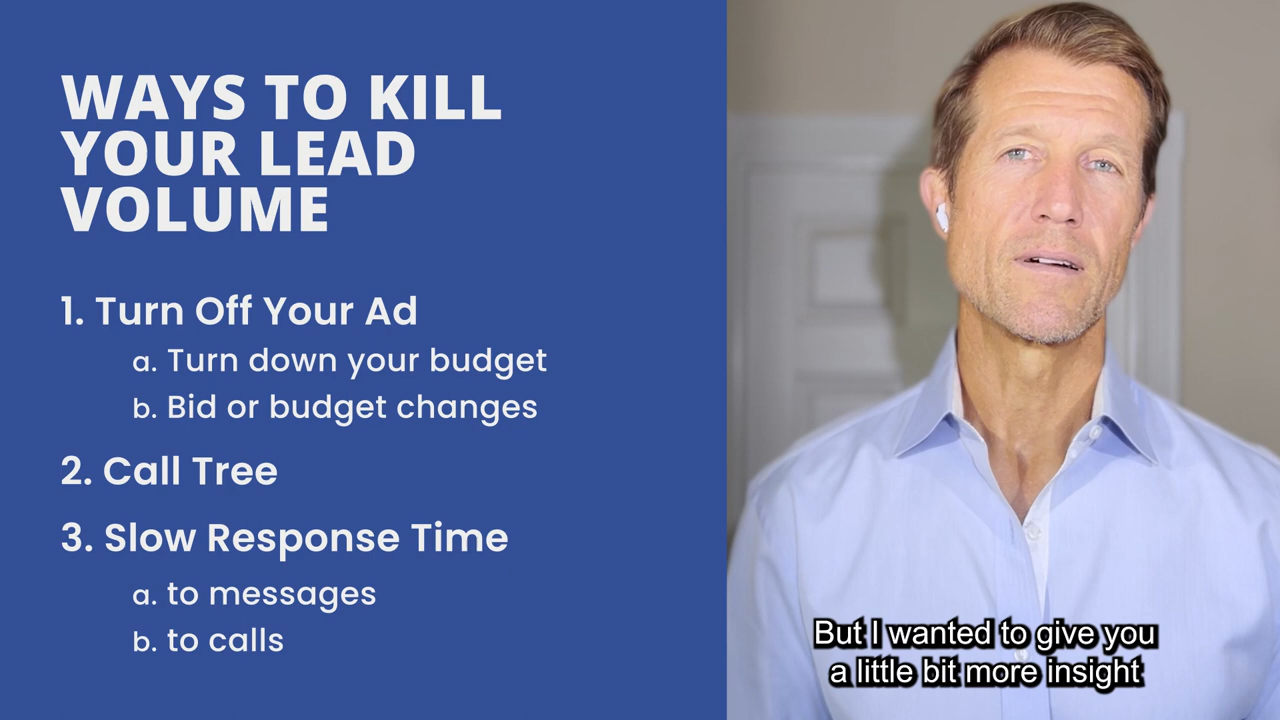 WAYS TO KILL
YOUR LEAD
VOLUME
1. Turn Off Your Ad
a. Turn down your budget
b. Bid or budget changes
2. Call Tree
3. Slow Response Time
a. to messages
b. to calls
But I wanted to give you
a little bit more insight